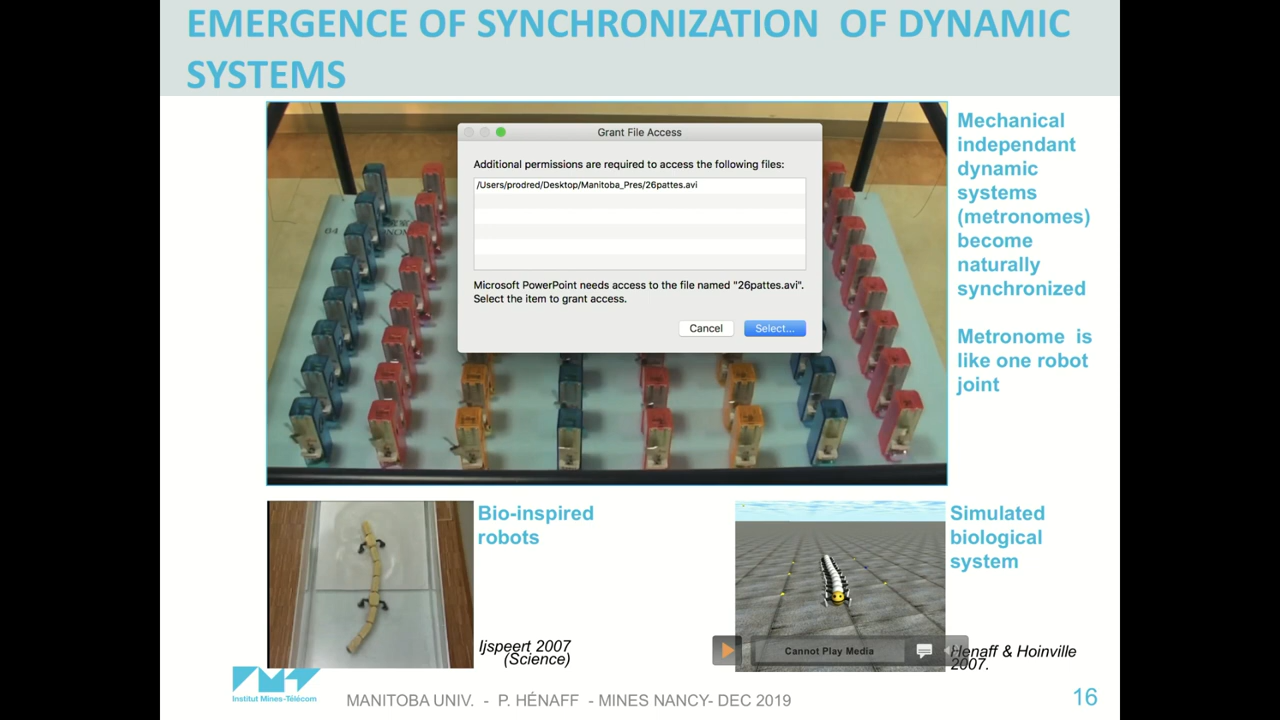 EMERGENCE OF SYNCHRONIZATION OF DYNAMIC
SYSTEMS
Grant File Access
Additional permissions are required to access the following files:
/Users/prodred/Desktop/Manitoba_Pres/26pattes.avi
Microsoft PowerPoint needs access to the file named "26pattes.avi".
Select the item to grant access.
Cancel
Select...
04
Mechanical
independant
dynamic
systems
(metronomes)
become
naturally
synchronized
Metronome is
like one robot
joint
Bio-inspired
robots
Ijspeert 2007
(Science)
Simulated
biological
system
Cannot Play Media
Henaff & Hoinville
2007.
Institut Mines-Télécom
MANITOBA UNIV. - P. HÉNAFF - MINES NANCY- DEC 2019
16